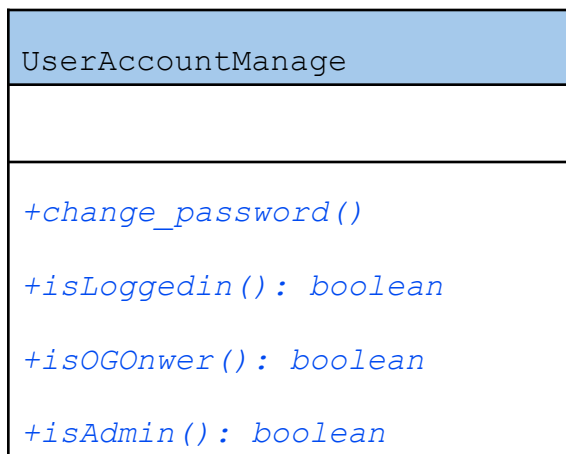 UserAccountManage
+change_password()
+isLoggedin(): boolean
+isOGOnwer(): boolean
+isAdmin(): boolean